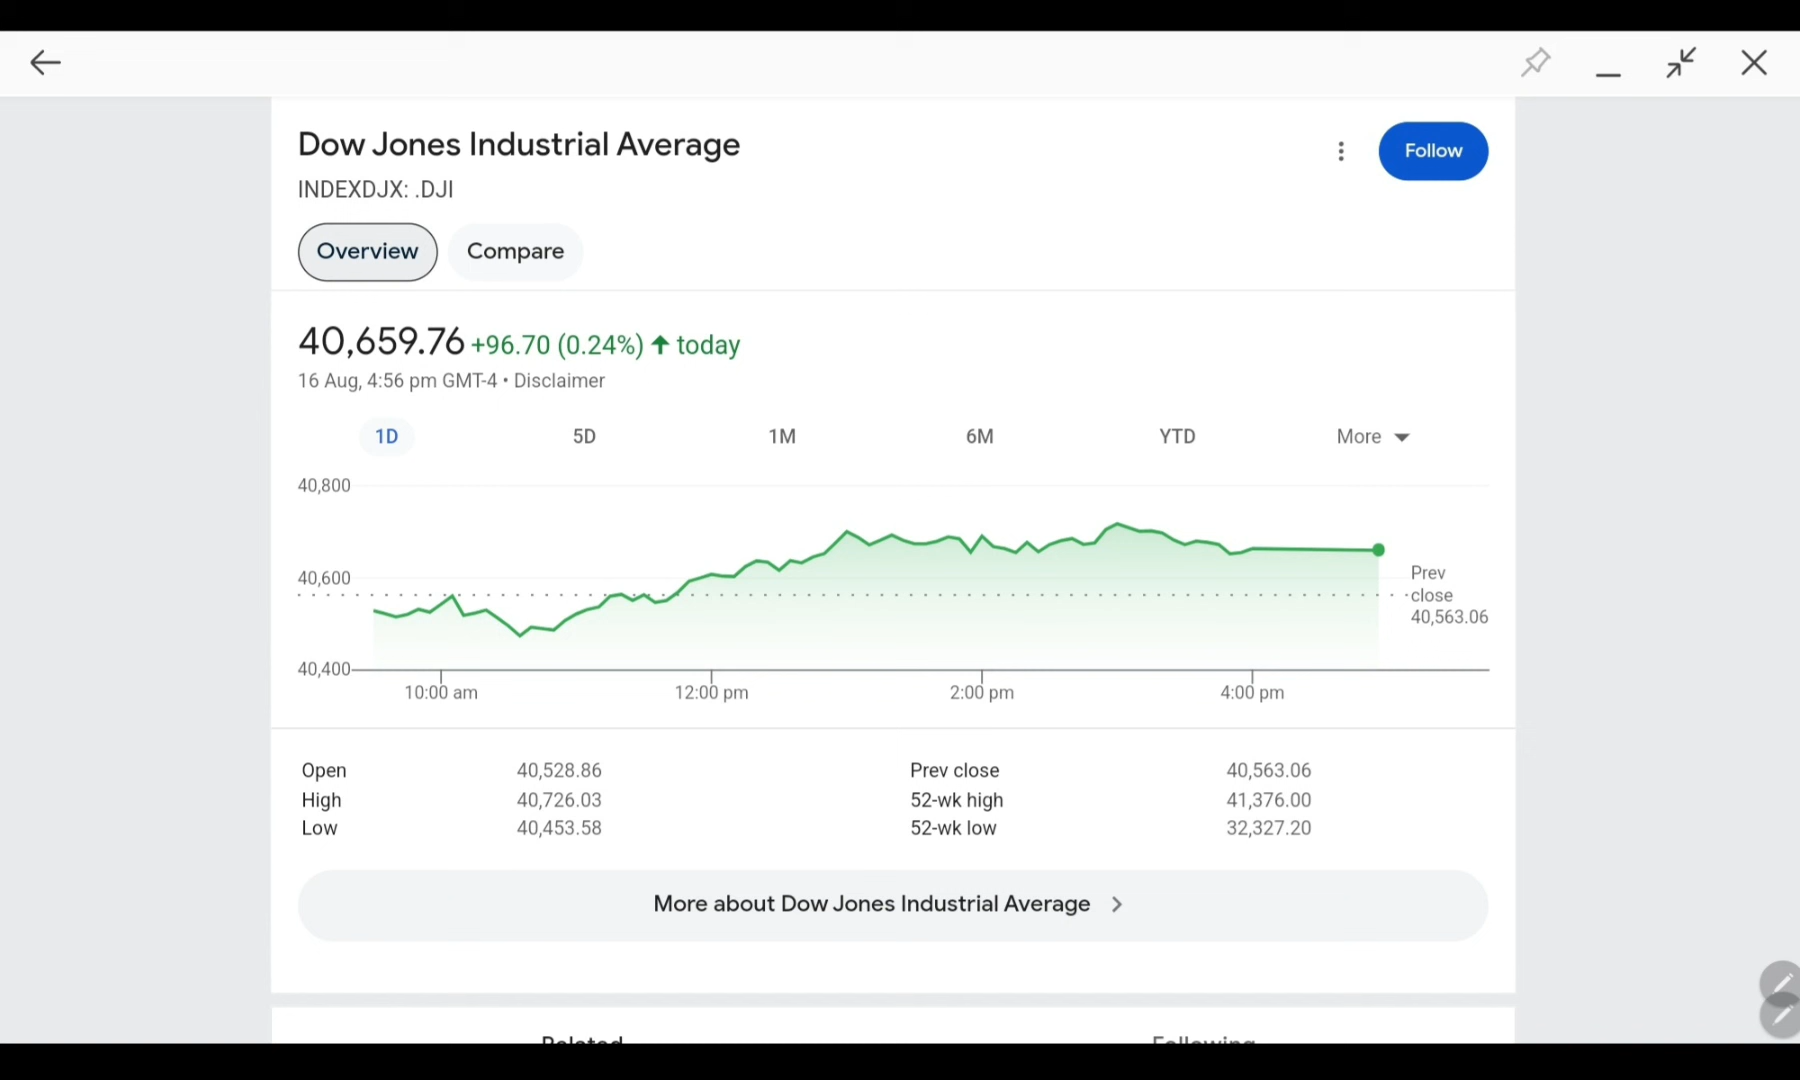 Dow Jones Industrial Average
Follow
INDEXDJX: .DJI
Overview
Compare
40,659.76 +96.70 (0.24%) ↑ today
16 Aug, 4:56 pm GMT-4 • Disclaimer
1D 5D 1M 6M YTD More
40,800
40,600
40,400
Prev
close
40,563.06
10:00 am 12:00 pm 2:00 pm 4:00 pm
Open 40,528.86 Prev close 40,563.06
High 40,726.03 52-wk high 41,376.00
Low 40,453.58 52-wk low 32,327.20
More about Dow Jones Industrial Average >
Related Following